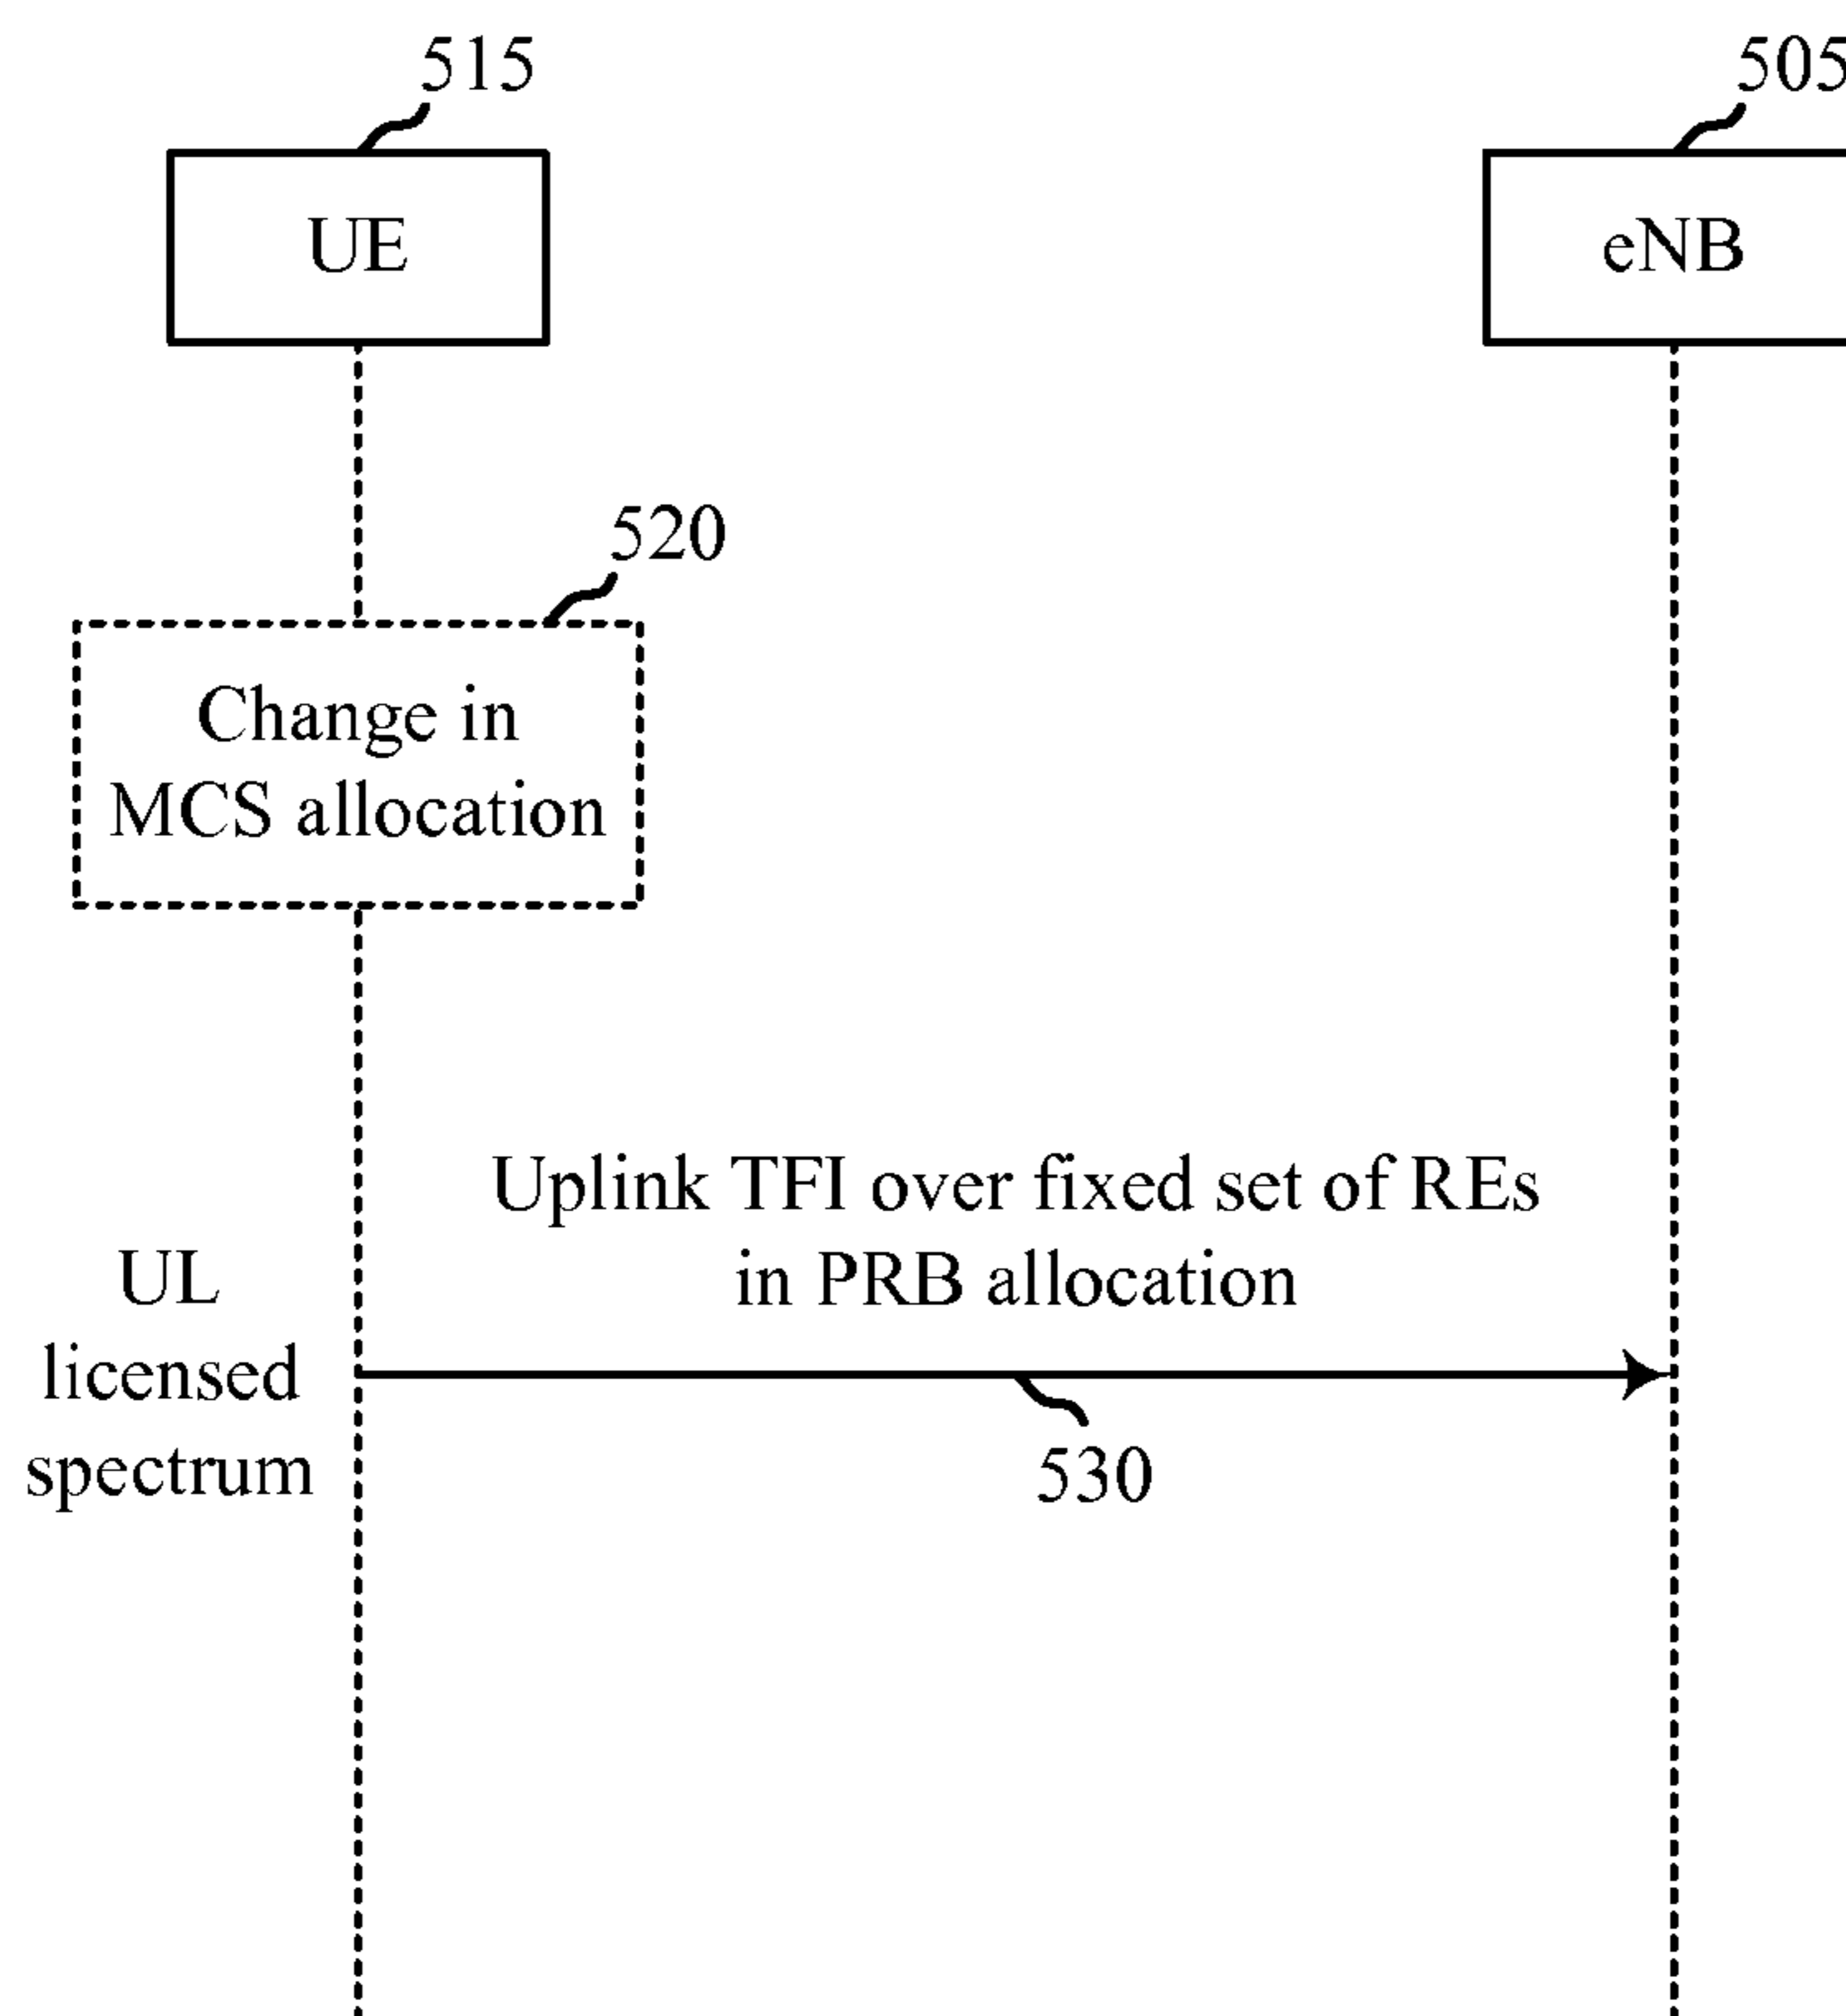 515
505
UE
eNB
520
Change in
MCS allocation
Uplink TFI over fixed set of REs
in PRB allocation
UL
licensed
spectrum
530